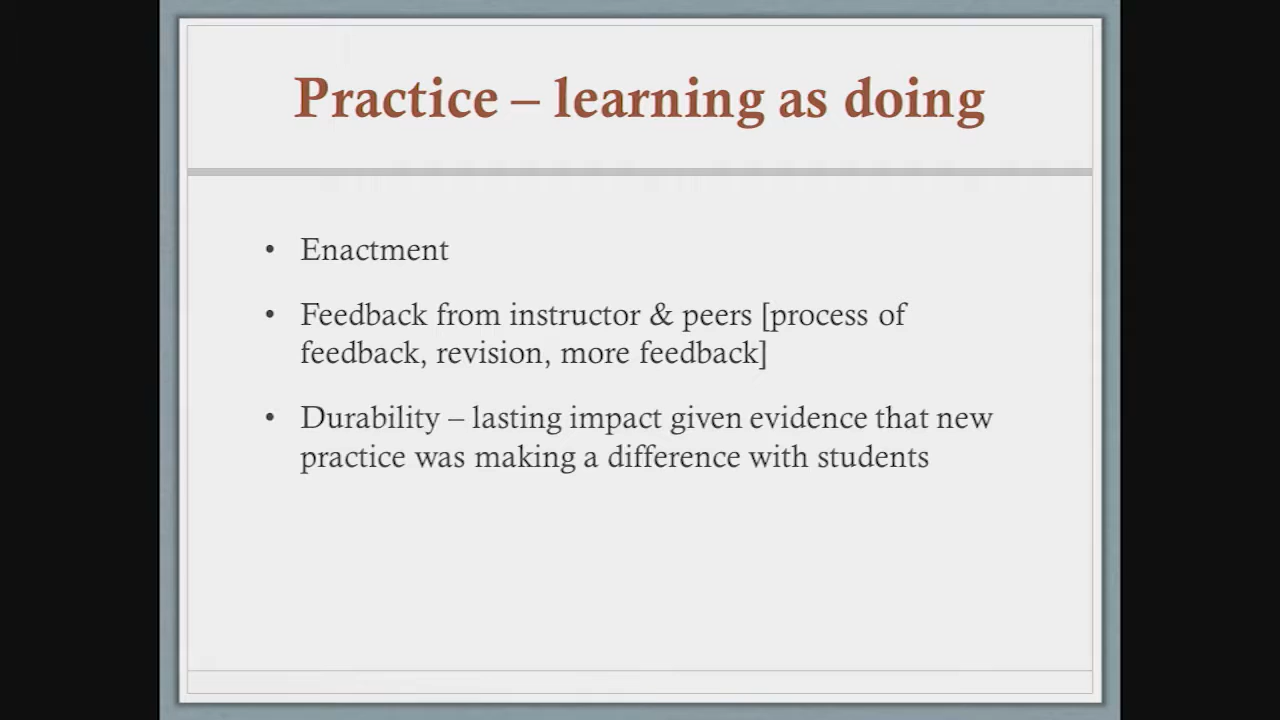 Practice – learning as doing
• Enactment
• Feedback from instructor & peers [process of
feedback, revision, more feedback]
• Durability – lasting impact given evidence that new
practice was making a difference with students